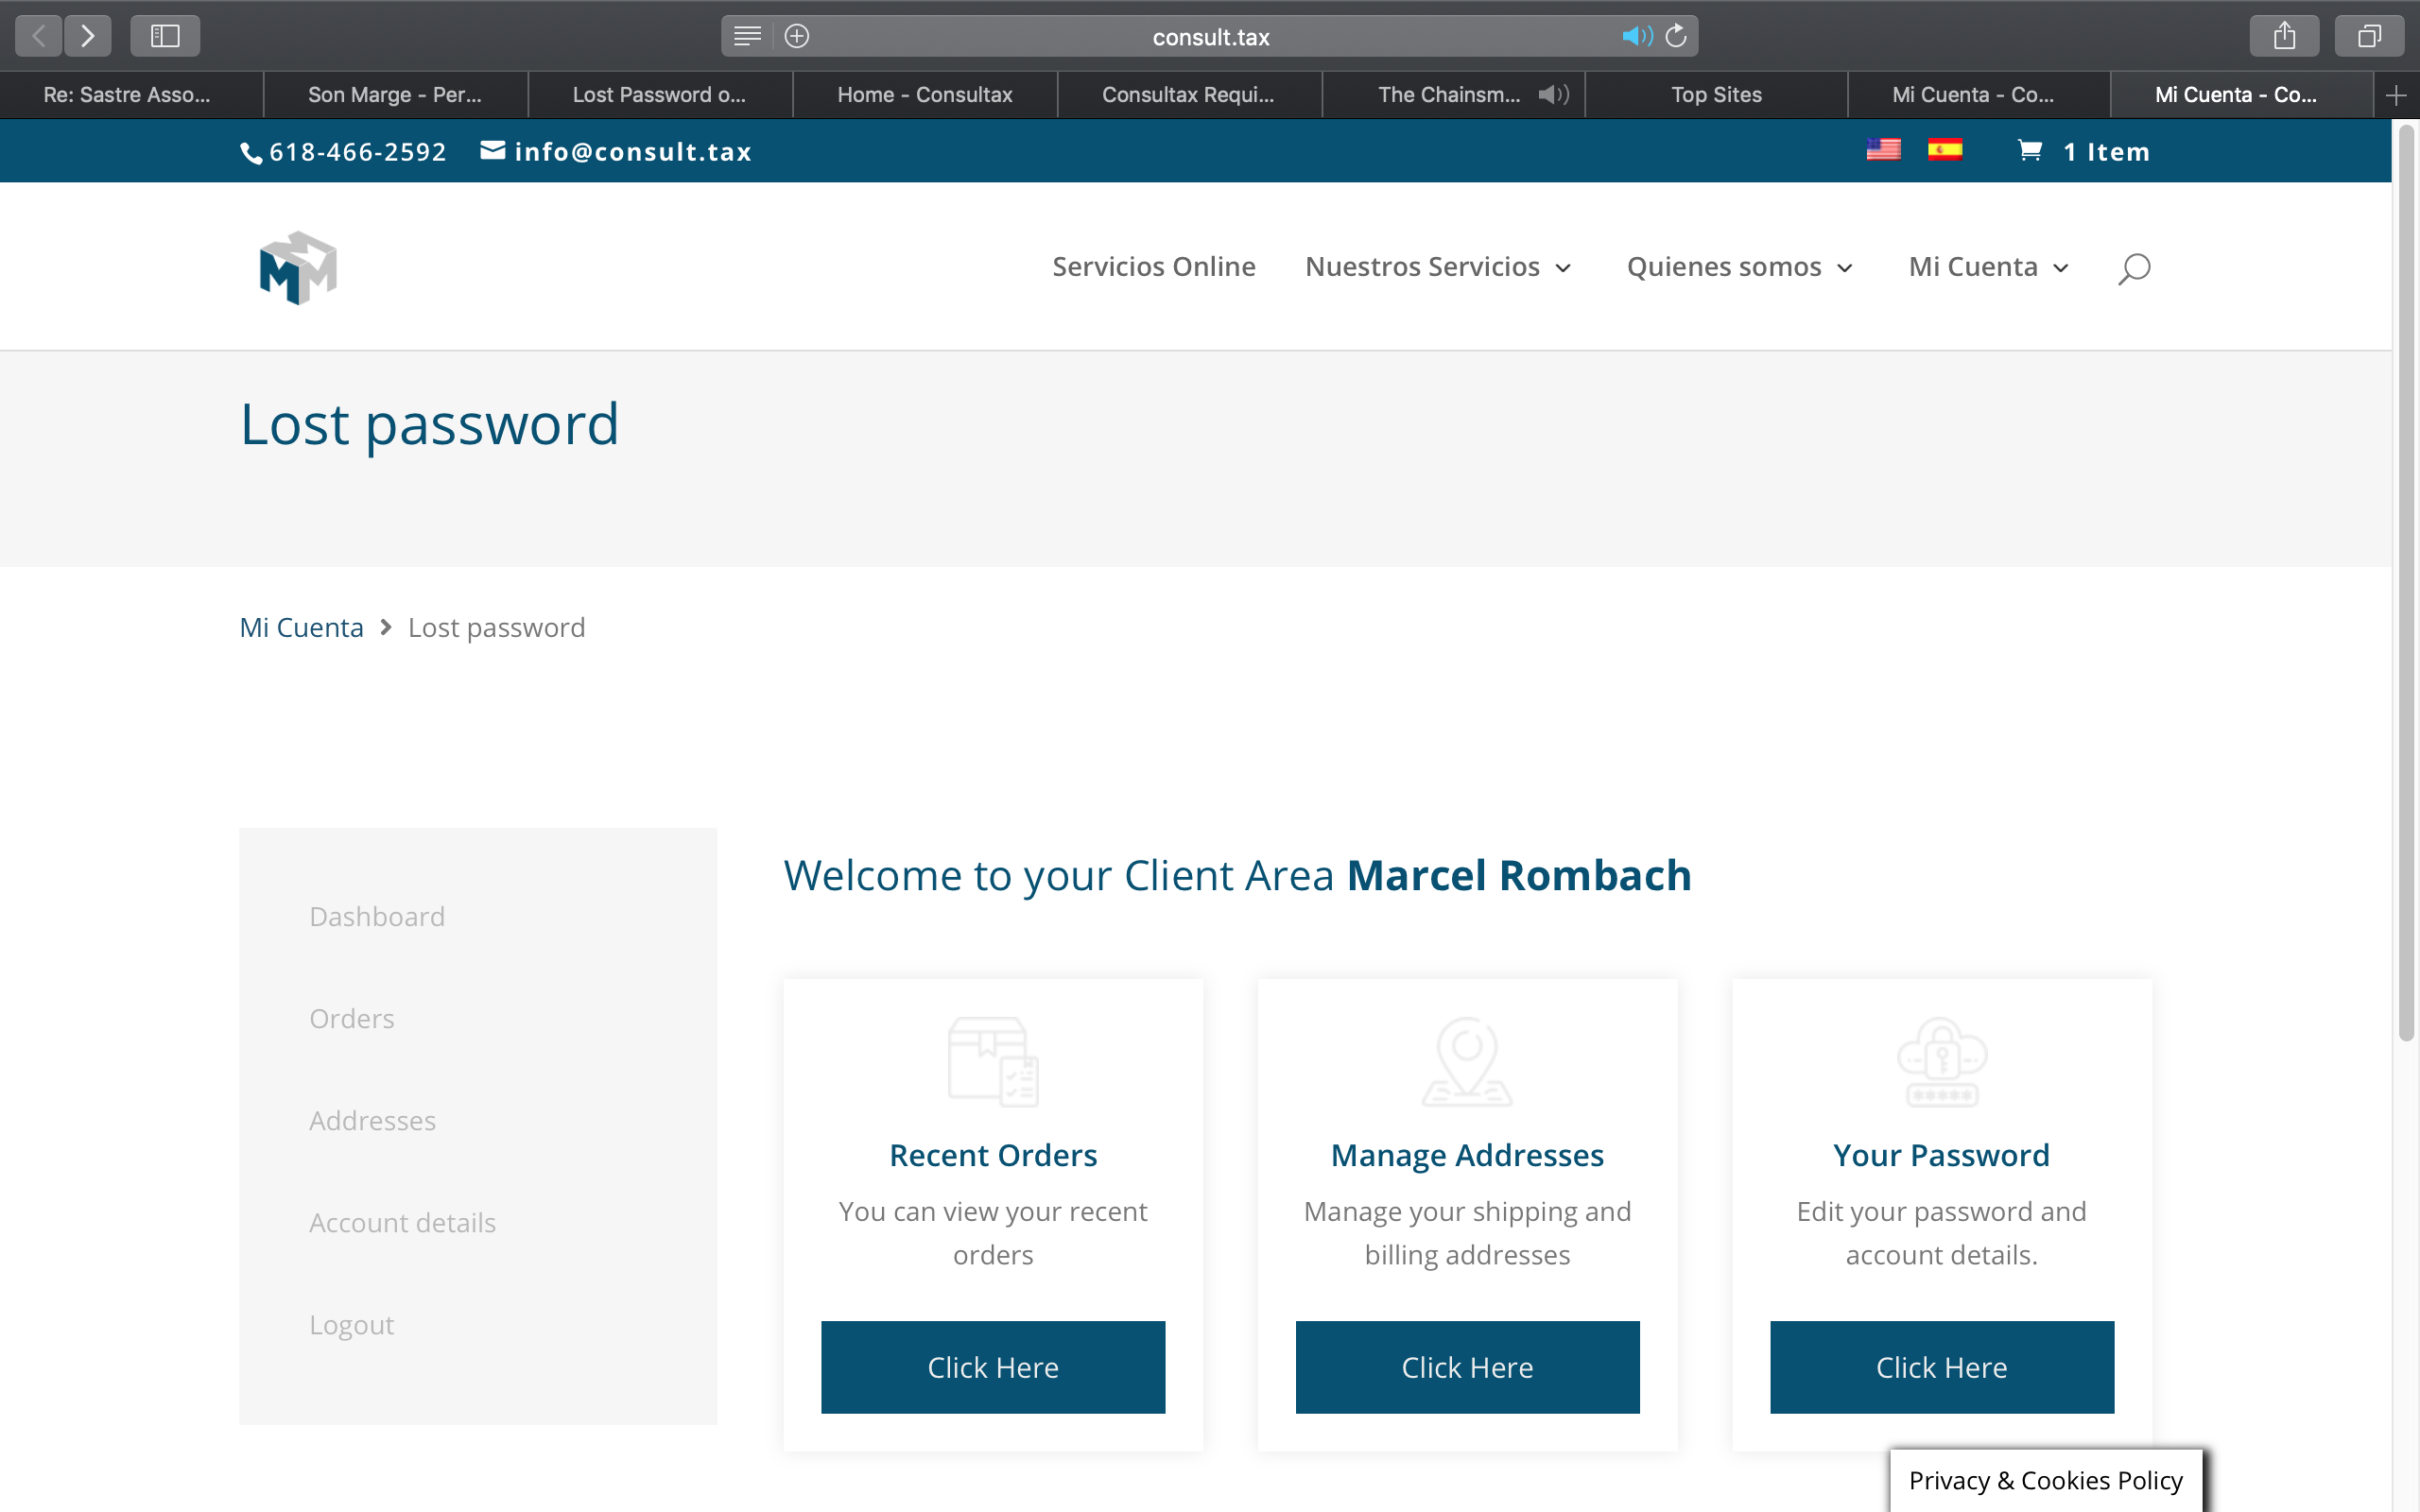 consult.tax
Re: Sastre Asso...
Son Marge - Per...
Lost Password o...
Home - Consultax
Consultax Requi...
The Chainsm...
Top Sites
Mi Cuenta - Co...
Mi Cuenta - Co...
618-466-2592
info@consult.tax
1 Item
MM
Servicios Online
Nuestros Servicios
Quienes somos
Mi Cuenta
Lost password
Mi Cuenta > Lost password
Dashboard
Orders
Addresses
Account details
Logout
Welcome to your Client Area Marcel Rombach
Recent Orders
You can view your recent
orders
Click Here
Manage Addresses
Manage your shipping and
billing addresses
Click Here
Your Password
Edit your password and
account details.
Click Here
Privacy & Cookies Policy